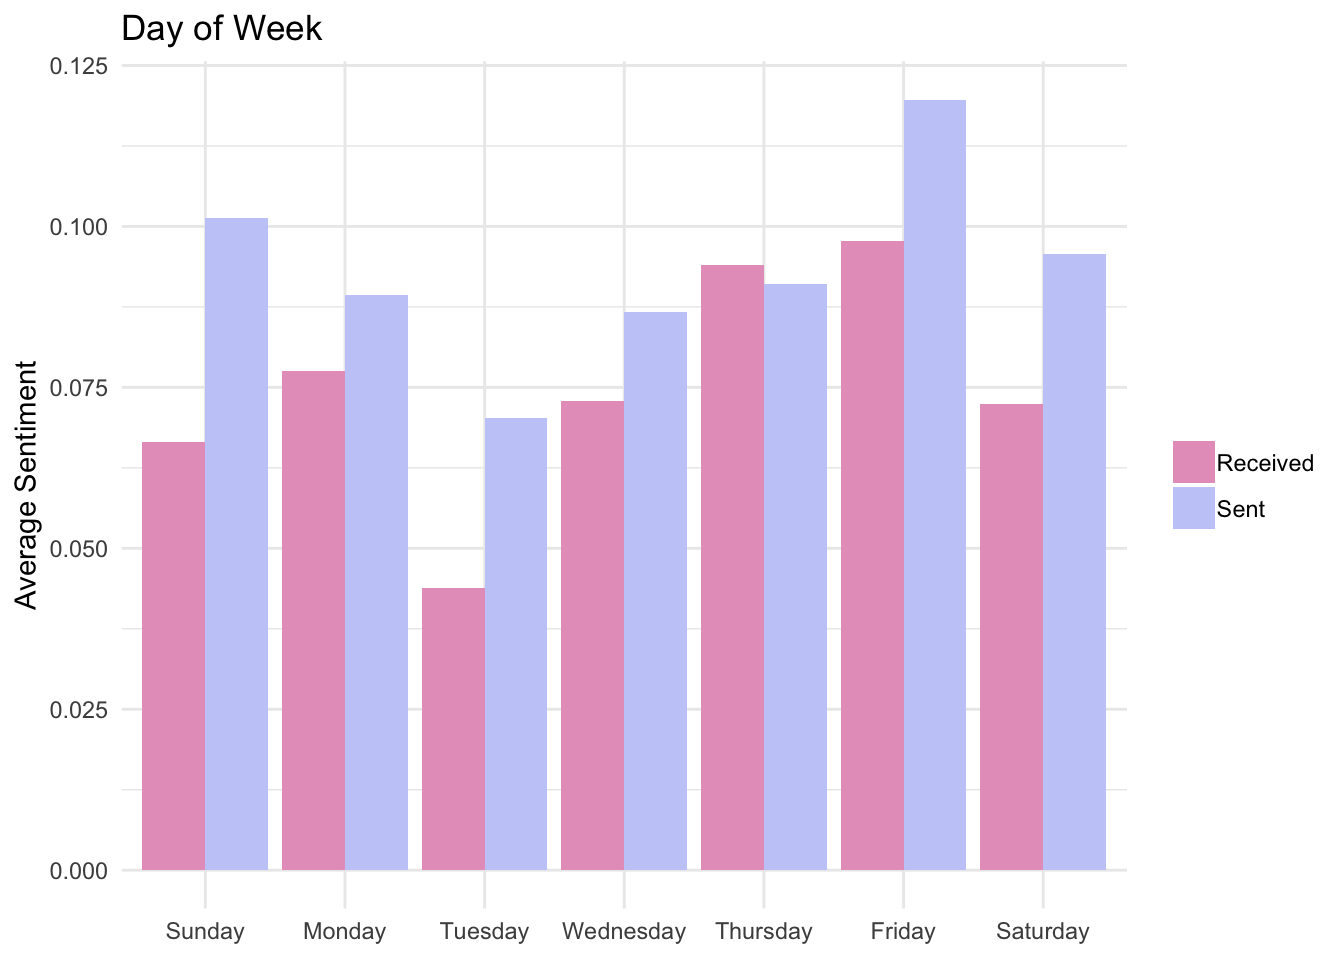 Day of Week
0.125
0.100
0.075
0.050
0.025
0.000
Average Sentiment
Sunday Monday Tuesday Wednesday Thursday Friday Saturday
Received
Sent